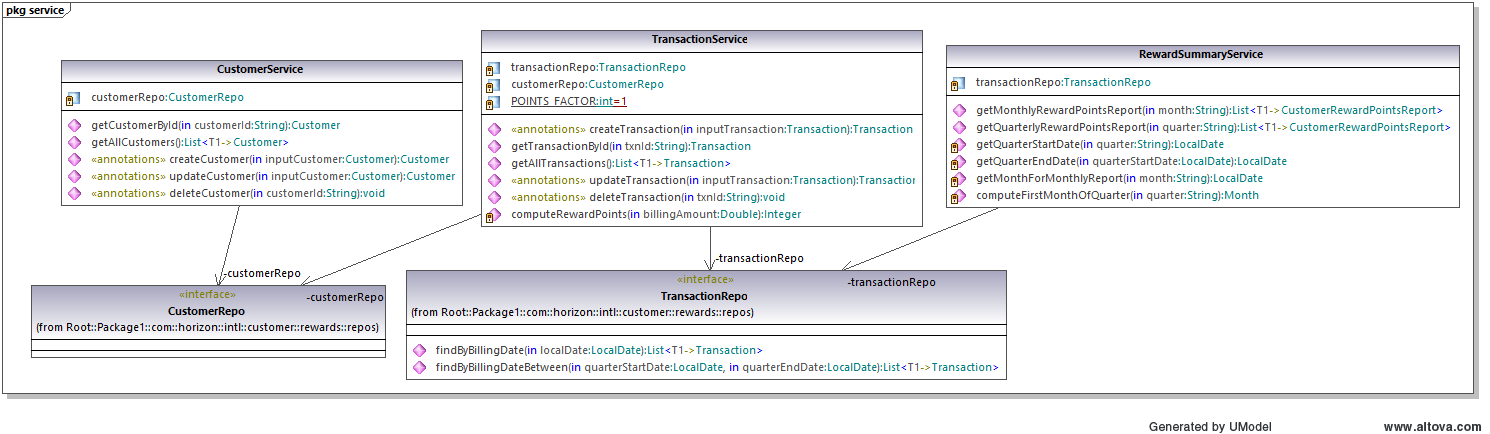 pkg service
CustomerService
customerRepo:CustomerRepo
getCustomerById(in customerId:String):Customer
getAllCustomers():List<T1->Customer>
«annotations» createCustomer(in inputCustomer:Customer):Customer
«annotations» updateCustomer(in inputCustomer:Customer):Customer
«annotations» deleteCustomer(in customerId:String):void
TransactionService
transactionRepo:TransactionRepo
customerRepo:CustomerRepo
POINTS_FACTOR:int=1
«annotations» createTransaction(in inputTransaction:Transaction):Transaction
getTransactionById(in txnId:String):Transaction
getAllTransactions():List<T1->Transaction>
«annotations» updateTransaction(in inputTransaction:Transaction):Transaction
«annotations» deleteTransaction(in txnId:String):void
computeRewardPoints(in billingAmount:Double):Integer
RewardSummaryService
transactionRepo:TransactionRepo
getMonthlyRewardPointsReport(in month:String):List<T1->CustomerRewardPointsReport>
getQuarterlyRewardPointsReport(in quarter:String):List<T1->CustomerRewardPointsReport>
getQuarterStartDate(in quarter:String):LocalDate
getQuarterEndDate(in quarterStartDate:LocalDate):LocalDate
getMonthForMonthlyReport(in month:String):LocalDate
computeFirstMonthOfQuarter(in quarter:String):Month
-customerRepo
-transactionRepo
-customerRepo
-transactionRepo
«interface»
CustomerRepo
(from Root::Package1::com::horizon::intl::customer::rewards::repos)
«interface»
TransactionRepo
(from Root::Package1::com::horizon::intl::customer::rewards::repos)
findByBillingDate(in localDate:LocalDate):List<T1->Transaction>
findByBillingDateBetween(in quarterStartDate:LocalDate, in quarterEndDate:LocalDate):List<T1->Transaction>
Generated by UModel
www.altova.com